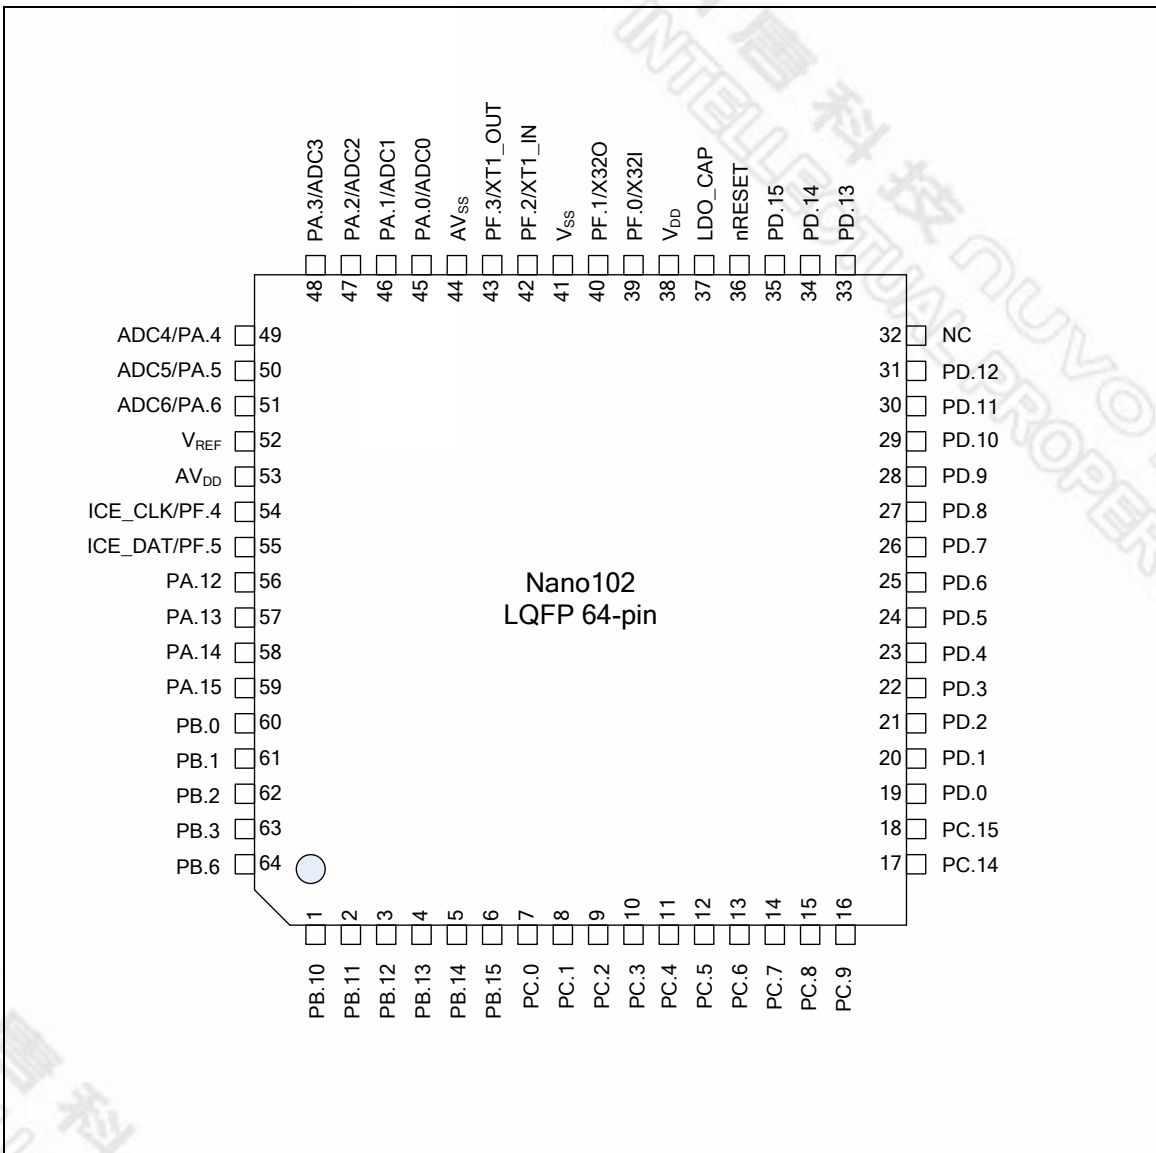 PA.3/ADC3
PA.2/ADC2
PA.1/ADC1
PA.0/ADC0
AVSS
PF.3/XT1_OUT
PF.2/XT1_IN
VSS
PF.1/X32O
PF.0/X32I
VDD
LDO_CAP
nRESET
PD.15
PD.14
PD.13
48
47
46
45
44
43
42
41
40
39
38
37
36
35
34
33
ADC4/PA.4 49
ADC5/PA.5 50
ADC6/PA.6 51
VREF 52
AVDD 53
ICE_CLK/PF.4 54
ICE_DAT/PF.5 55
PA.12 56
PA.13 57
PA.14 58
PA.15 59
PB.0 60
PB.1 61
PB.2 62
PB.3 63
PB.6 64
Nano102
LQFP 64-pin
32 NC
31 PD.12
30 PD.11
29 PD.10
28 PD.9
27 PD.8
26 PD.7
25 PD.6
24 PD.5
23 PD.4
22 PD.3
21 PD.2
20 PD.1
19 PD.0
18 PC.15
17 PC.14
1
2
3
4
5
6
7
8
9
10
11
12
13
14
15
16
PB.10
PB.11
PB.12
PB.13
PB.14
PB.15
PC.0
PC.1
PC.2
PC.3
PC.4
PC.5
PC.6
PC.7
PC.8
PC.9
唐科技 nuvo
INTELLECTUAL PROPER
唐科